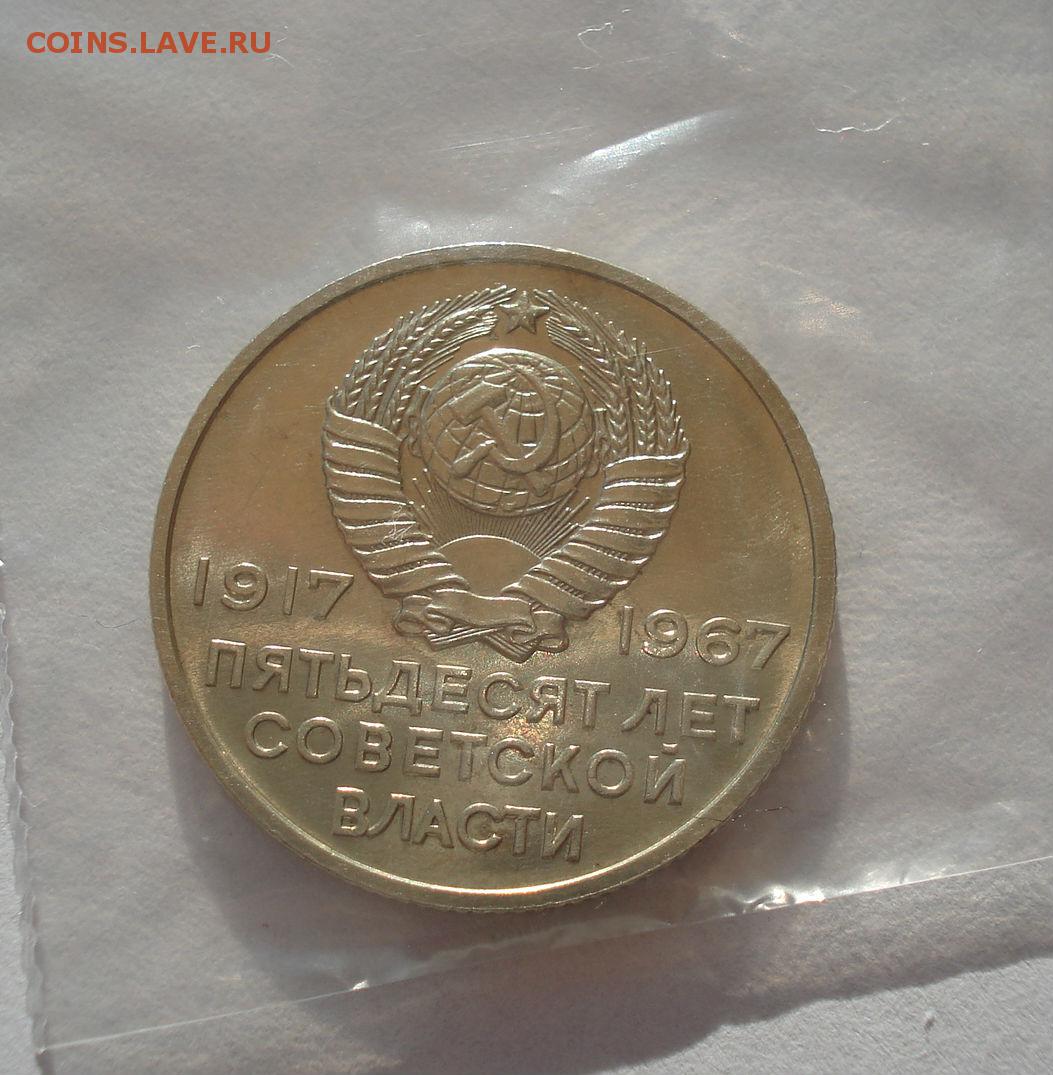 COINS.LAVE.RU
1917
1967
ПЯТЬДЕСЯТ ЛЕТ
СОВЕТСКОЙ
ВЛАСТИ